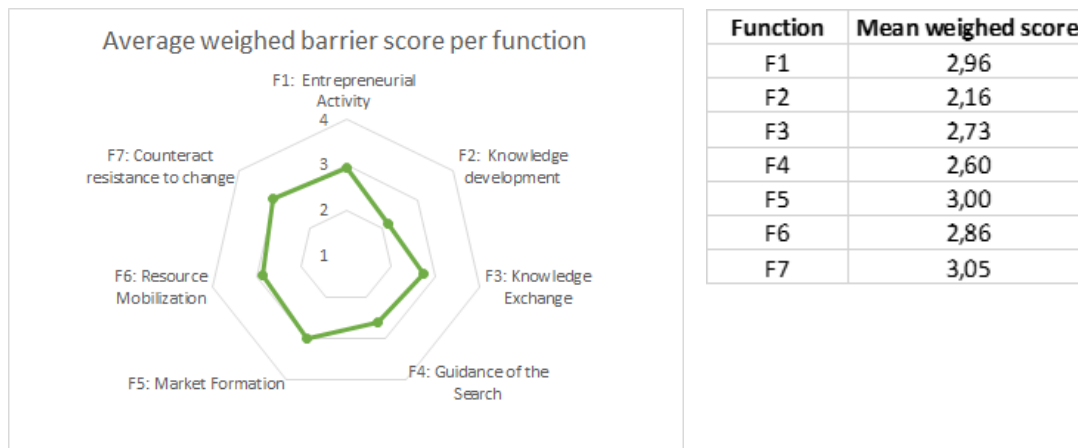 Average weighed barrier score per function
F1: Entrepreneurial
Activity
4
F7: Counteract
resistance to change
3
F2: Knowledge
development
2
1
F6: Resource
Mobilization
F3: Knowledge
Exchange
F5: Market Formation
F4: Guidance of the
Search
Function Mean weighed score
F1 2,96
F2 2,16
F3 2,73
F4 2,60
F5 3,00
F6 2,86
F7 3,05